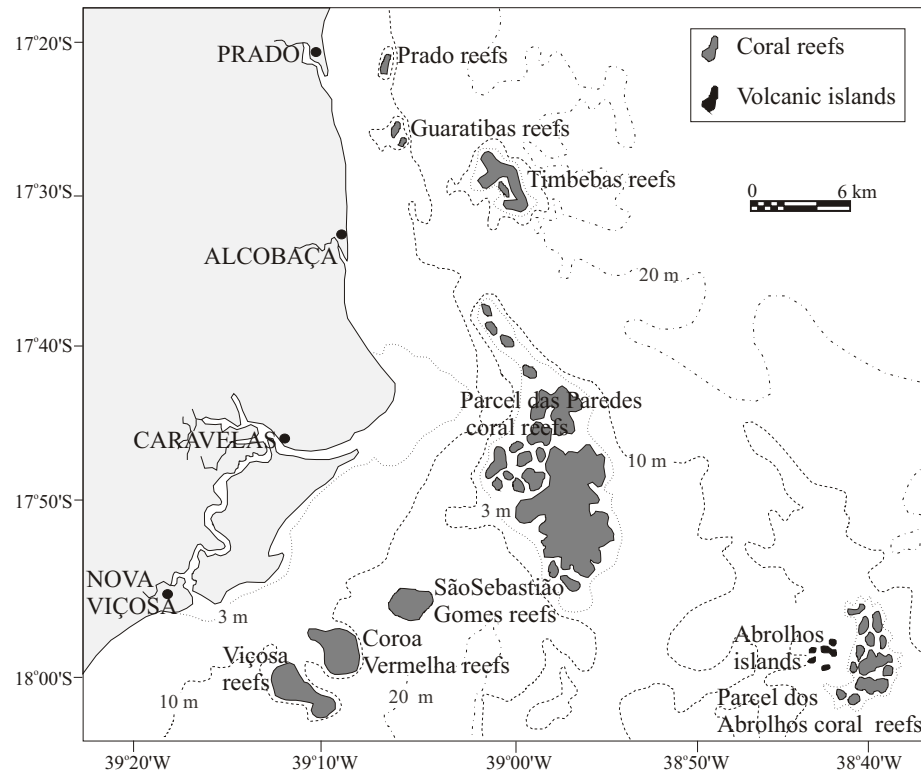 17°20'S
PRADO
Prado reefs
Coral reefs
Volcanic islands
Guaratibas reefs
Timbebas reefs
17°30'S
0 6 km
ALCOBAÇA
20 m
17°40'S
Parcel das Paredes
coral reefs
CARAVELAS
10 m
17°50'S
3 m
NOVA
VIÇOSA
3 m
SãoSebastião
Gomes reefs
Coroa
Vermelha reefs
Viçosa
reefs
Abrolhos
islands
18°00'S
10 m
20 m
Parcel dos
Abrolhos coral reefs
39°20'W
39°10'W
39°00'W
38°50'W
38°40'W